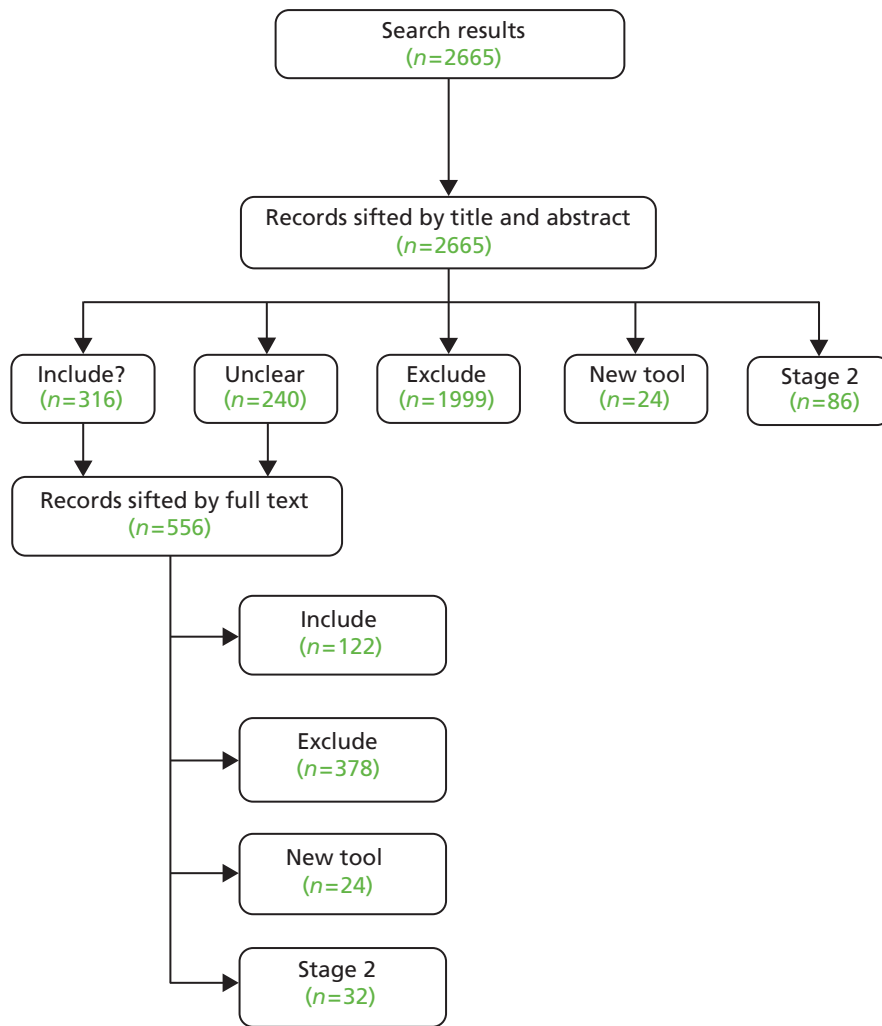 Search results
(n=2665)
Records sifted by title and abstract
(n=2665)
Include?
(n=316)
Unclear
(n=240)
Exclude
(n=1999)
New tool
(n=24)
Stage 2
(n=86)
Records sifted by full text
(n=556)
Include
(n=122)
Exclude
(n=378)
New tool
(n=24)
Stage 2
(n=32)